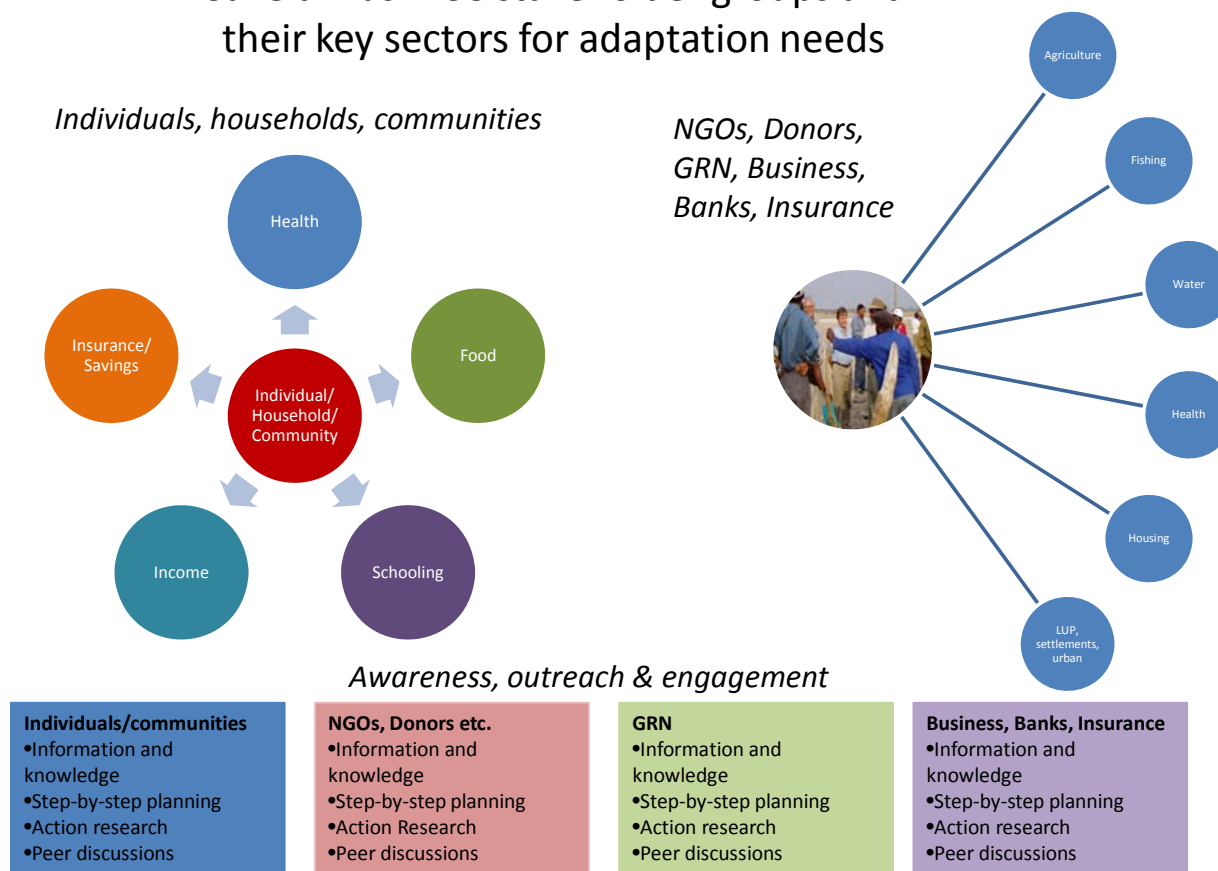 their key sectors for adaptation needs
Individuals, households, communities
Health
Insurance/
Savings
Food
Individual/
Household/
Community
Income
Schooling
NGOs, Donors,
GRN, Business,
Banks, Insurance
Agriculture
Fishing
Water
Health
Housing
LUP,
settlements,
urban
Awareness, outreach & engagement
Individuals/communities
•Information and
knowledge
•Step-by-step planning
•Action research
•Peer discussions
NGOs, Donors etc.
•Information and
knowledge
•Step-by-step planning
•Action Research
•Peer discussions
GRN
•Information and
knowledge
•Step-by-step planning
•Action research
•Peer discussions
Business, Banks, Insurance
•Information and
knowledge
•Step-by-step planning
•Action research
•Peer discussions